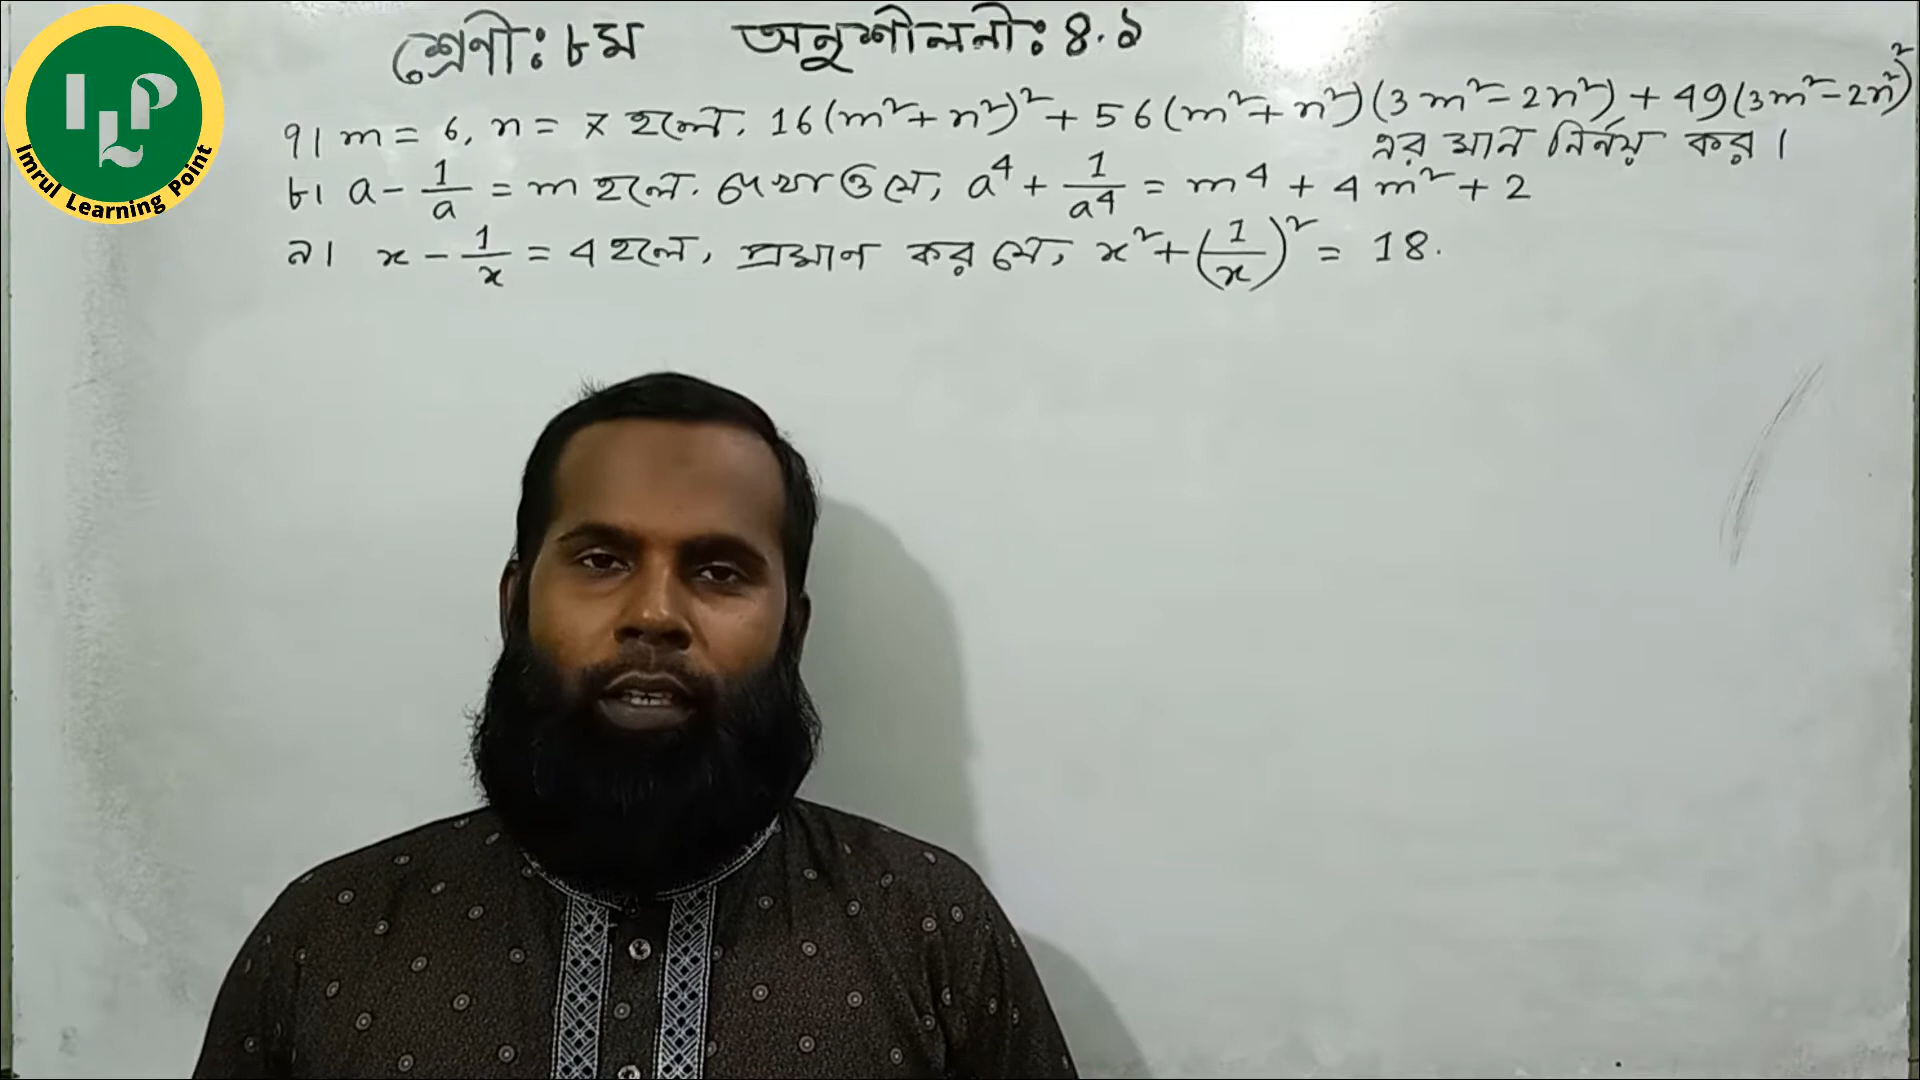 ILP
Imrul Learning Point
শ্রেণী: ৮ম অনুশীলনী: ৪.১
৭। m = 6, n = 7 হলে, 16(m²+n²)² + 56(m²+n²)(3m²-2n²) + 49(3m²-2n²)²
এর মান নির্নয় কর।
৮। a - 1/a = m হলে, দেখাও যে, a⁴ + 1/a⁴ = m⁴ + 4m² + 2
৯। x - 1/x = 4 হলে, প্রমান কর যে, x² + (1/x)² = 18.